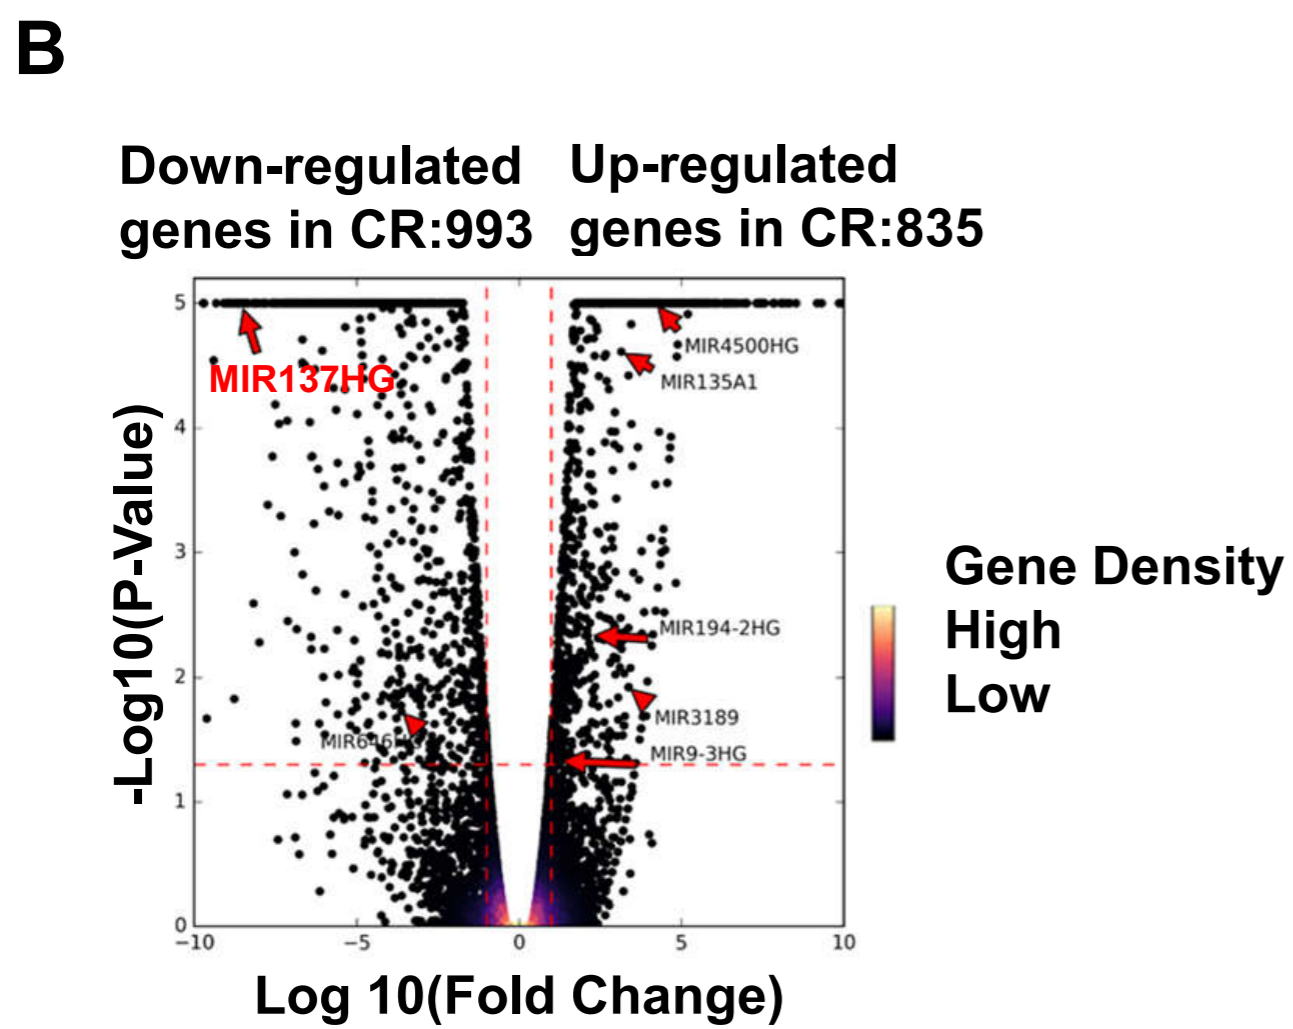 B
Down-regulated
genes in CR:993
Up-regulated
genes in CR:835
5
4
3
2
1
0
-Log10(P-Value)
MIR137HG
MIR4500HG
MIR135A1
MIR194-2HG
MIR3189
MIR9-3HG
−10
−5
0
5
10
Log 10(Fold Change)
Gene Density
High
Low